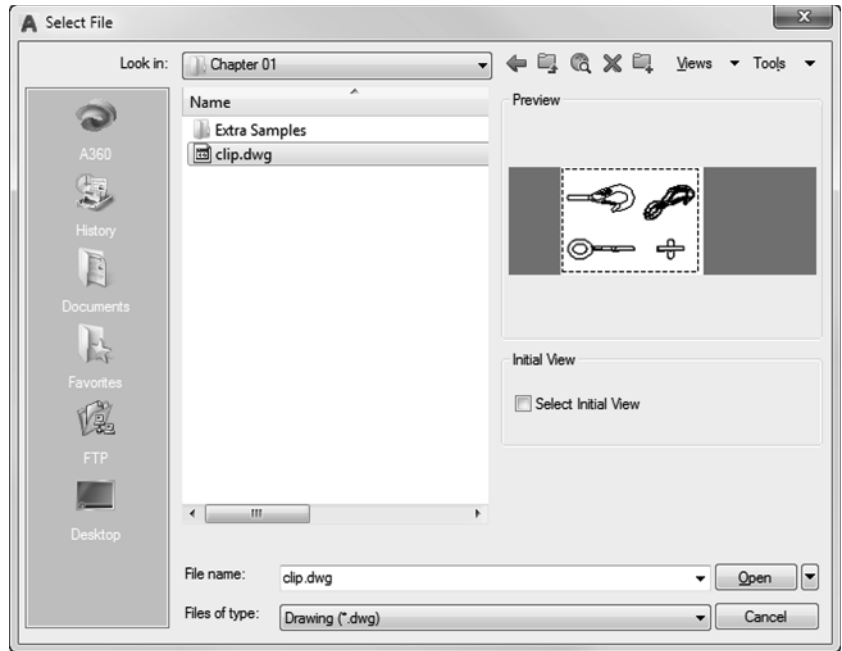 A Select File
X
Look in: Chapter 01 Views Tools
A360
History
Documents
Favorites
FTP
Desktop
Name
Extra Samples
clip.dwg
Preview
Initial View
Select Initial View
File name: clip.dwg Open
Files of type: Drawing (*.dwg) Cancel